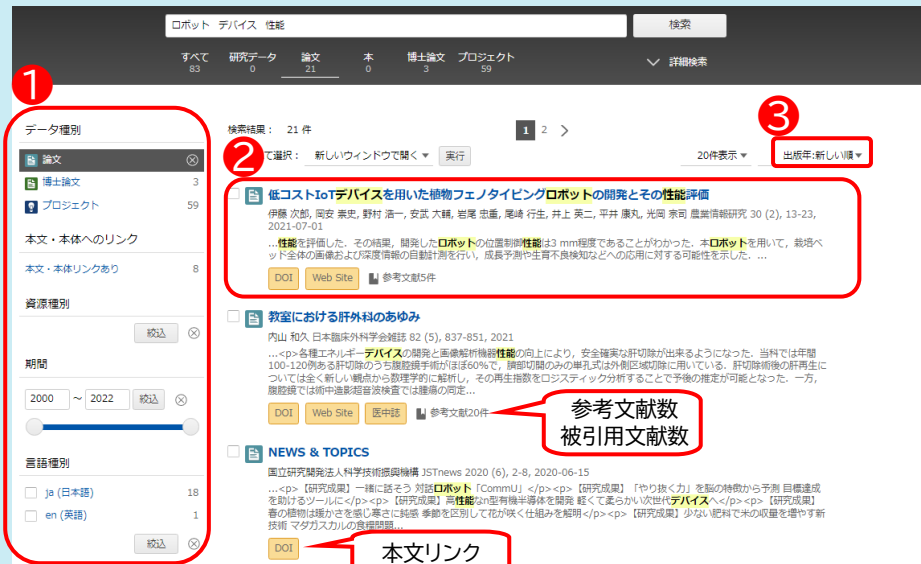 ロボット デバイス 性能
検索
すべて 研究データ 論文 本 博士論文 プロジェクト
83 0 21 0 3 59
詳細検索
1
データ種別
論文
博士論文 3
プロジェクト 59
本文・本体へのリンク
本文・本体リンクあり 8
資源種別
絞込
期間
2000 ~ 2022 絞込
言語種別
ja (日本語) 18
en (英語) 1
絞込
検索結果: 21 件
1 2 >
3
2
て選択: 新しいウィンドウで開く 実行
20件表示 出版年:新しい順
低コストIoTデバイスを用いた植物フェノタイピングロボットの開発とその性能評価
伊藤 次郎, 岡安 崇史, 野村 浩一, 安武 大輔, 岩尾 忠重, 尾崎 行生, 井上 英二, 平井 康丸, 光岡 宗司 農業情報研究 30 (2), 13-23,
2021-07-01
...性能を評価した.その結果,開発したロボットの位置制御性能は3 mm程度であることがわかった.本ロボットを用いて,栽培ベ
ッド全体の画像および深度情報の自動計測を行い,成長予測や生育不良検知などへの応用に対する可能性を示した.…
DOI Web Site 参考文献5件
教室における肝外科のあゆみ
内山 和久 日本臨床外科学会雑誌 82 (5), 837-851, 2021
...<p>各種エネルギーデバイスの開発と画像解析機器性能の向上により,安全確実な肝切除が出来るようになった.当科では年間
100-120例ある肝切除のうち腹腔鏡手術がほぼ60%で,臍部切開のみの単孔式は外側区域切除に用いている.肝切除術後の肝再生に
ついては全く新しい観点から数理学的に解析し,その再生指数をロジスティック分析することで予後の推定が可能となった.一方,
腹腔鏡では術中造影超音波検査では腫瘍の同定...
DOI Web Site 医中誌 参考文献20件
参考文献数
被引用文献数
NEWS & TOPICS
国立研究開発法人科学技術振興機構 JSTnews 2020 (6), 2-8, 2020-06-15
...<p>【研究成果】一緒に話そう 対話ロボット「CommU」</p><p>【研究成果】「やり抜く力」を脳の特徴から予測 目標達成
を助けるツールに</p><p>【研究成果】高性能なn型有機半導体を開発 軽くて柔らかい次世代デバイスへ</p><p>【研究成果】
春の植物は暖かさを感じ寒さに鈍感 季節を区別して花が咲く仕組みを解明</p><p>【研究成果】少ない肥料で米の収量を増やす新
技術 マダガスカルの食糧問題...
DOI
本文リンク